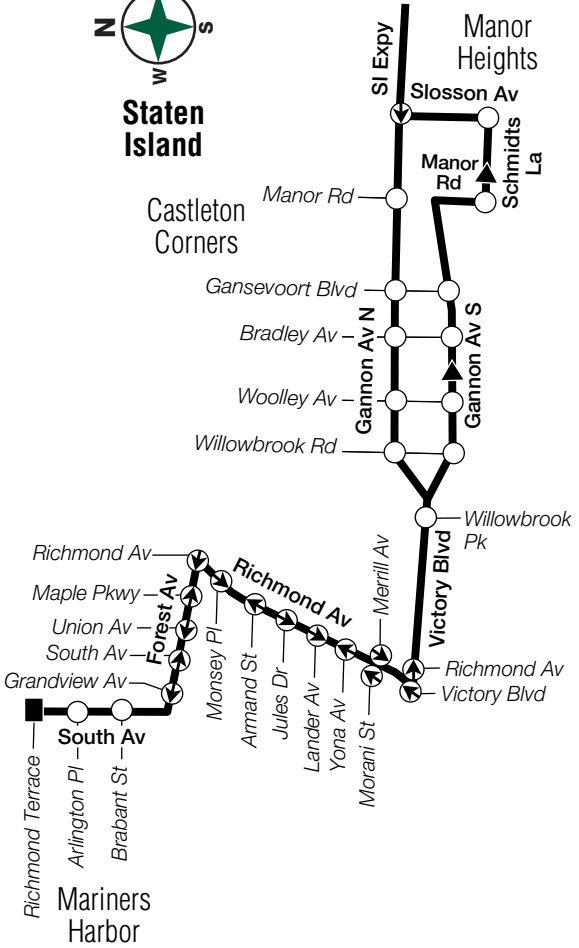 N
S
W
Staten
Island
SI Expy
Manor
Heights
Slosson Av
Manor
Rd
Schmidts
La
Manor Rd
Castleton
Corners
Gansevoort Blvd
Bradley Av
Woolley Av
Willowbrook Rd
Gannon Av N
Gannon Av S
Willowbrook
Pk
Victory Blvd
Merrill Av
Richmond Av
Maple Pkwy
Union Av
South Av
Grandview Av
Forest Av
Richmond Av
Monsey Pl
Armand St
Jules Dr
Lander Av
Yona Av
Morani St
Richmond Av
Victory Blvd
South Av
Richmond Terrace
Arlington Pl
Brabant St
Mariners
Harbor